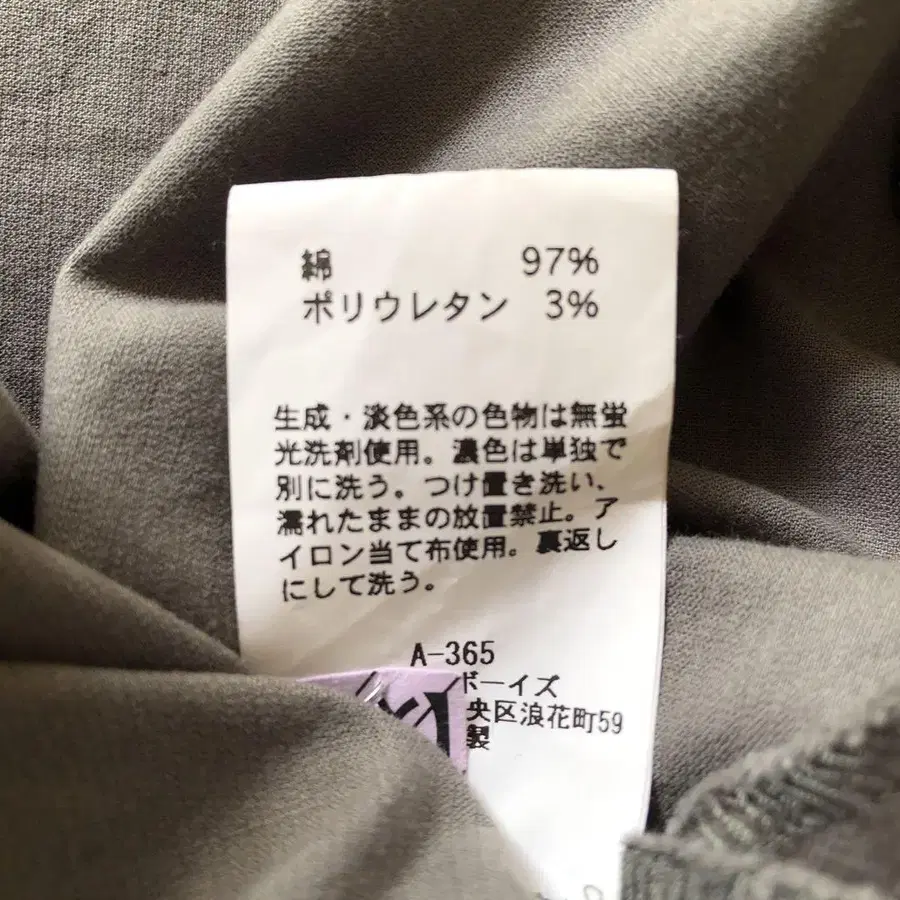 綿 97%
ポリウレタン 3%
生成・淡色系の色物は無蛍
光洗剤使用。濃色は単独で
別に洗う。つけ置き洗い、
濡れたままの放置禁止。ア
イロン当て布使用。裏返し
にして洗う。
A-365
ドーイズ
央区浪花町59
製